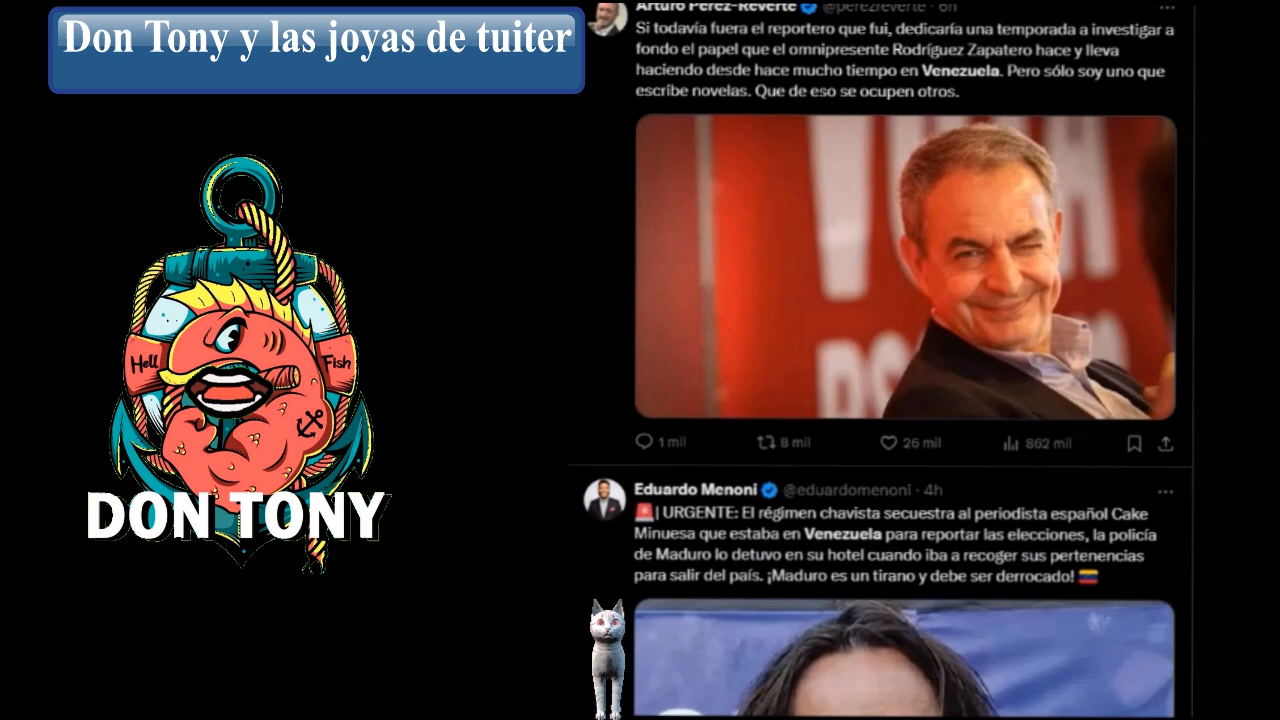 Don Tony y las joyas de tuiter
Hell
Fish
DON TONY
Arturo Pérez-Reverte @perezreverte · 6h
Si todavía fuera el reportero que fui, dedicaría una temporada a investigar a
fondo el papel que el omnipresente Rodríguez Zapatero hace y lleva
haciendo desde hace mucho tiempo en Venezuela. Pero sólo soy uno que
escribe novelas. Que de eso se ocupen otros.
1 mil 8 mil 26 mil 862 mil
Eduardo Menoni @eduardomenoni · 4h
🚨| URGENTE: El régimen chavista secuestra al periodista español Cake
Minuesa que estaba en Venezuela para reportar las elecciones, la policía
de Maduro lo detuvo en su hotel cuando iba a recoger sus pertenencias
para salir del país. ¡Maduro es un tirano y debe ser derrocado! 🇻🇪